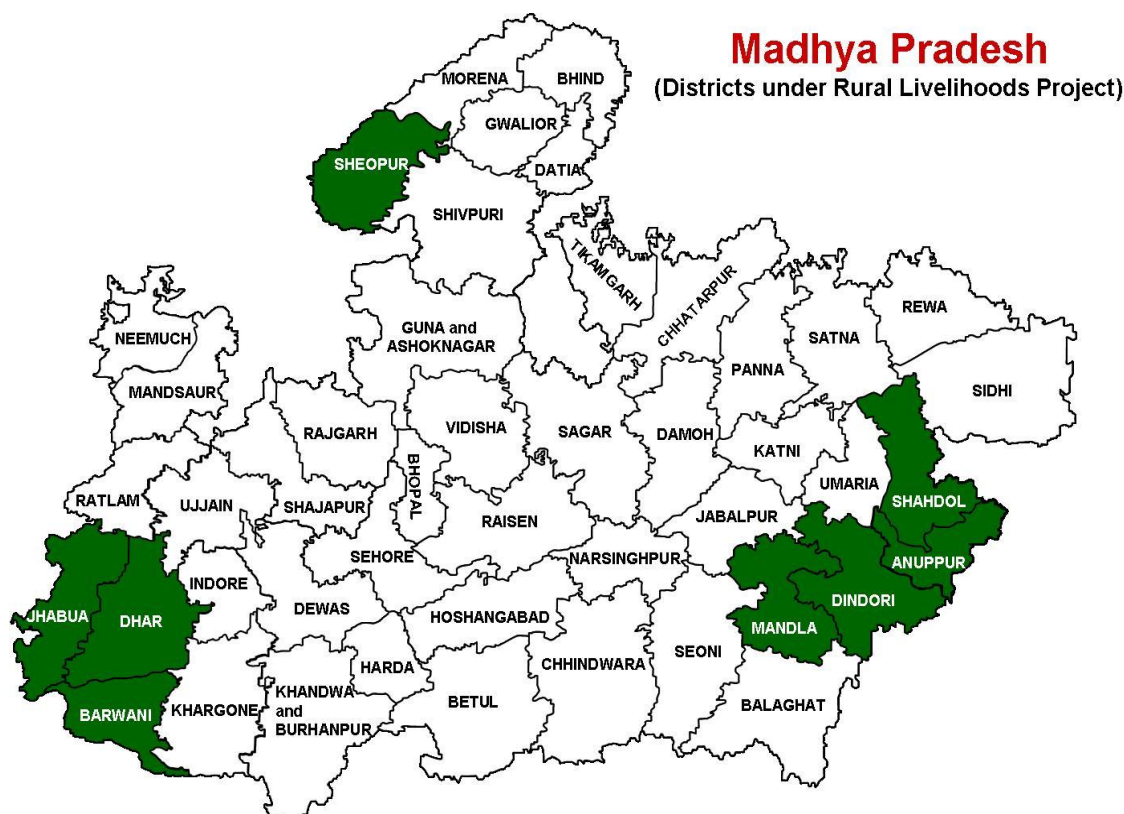 Madhya Pradesh
(Districts under Rural Livelihoods Project)
MORENA
BHIND
GWALIOR
SHEOPUR
DATIA
SHIVPURI
TIKAMGARH
CHHATARPUR
REWA
GUNA and
ASHOKNAGAR
NEEMUCH
SATNA
PANNA
MANDSAUR
SIDHI
RAJGARH
VIDISHA
SAGAR
DAMOH
KATNI
BHOPAL
UMARIA
RATLAM
UJJAIN
SHAJAPUR
SHAHDOL
RAISEN
JABALPUR
SEHORE
NARSINGHPUR
ANUPPUR
INDORE
DINDORI
JHABUA
DHAR
DEWAS
HOSHANGABAD
MANDLA
SEONI
HARDA
CHHINDWARA
BARWANI
KHARGONE
KHANDWA
and
BURHANPUR
BETUL
BALAGHAT